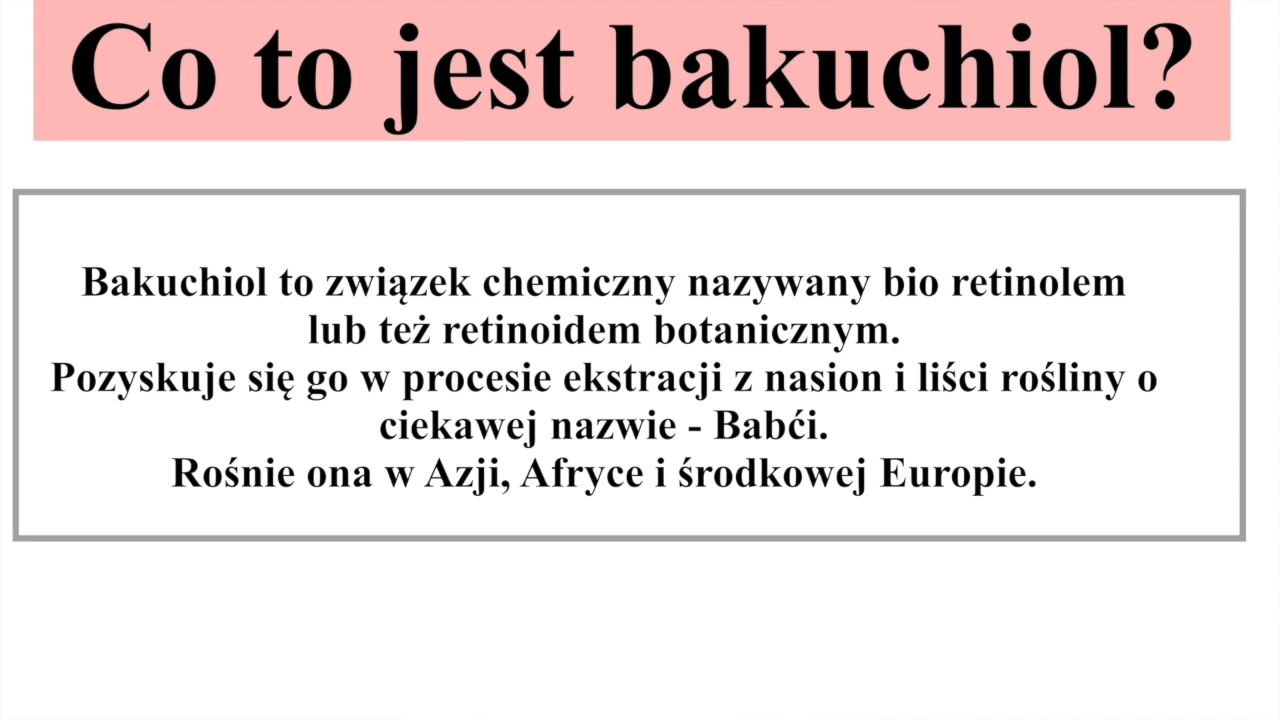 Co to jest bakuchiol?
Bakuchiol to związek chemiczny nazywany bio retinolem
lub też retinoidem botanicznym.
Pozyskuje się go w procesie ekstracji z nasion i liści rośliny o
ciekawej nazwie - Babći.
Rośnie ona w Azji, Afryce i środkowej Europie.